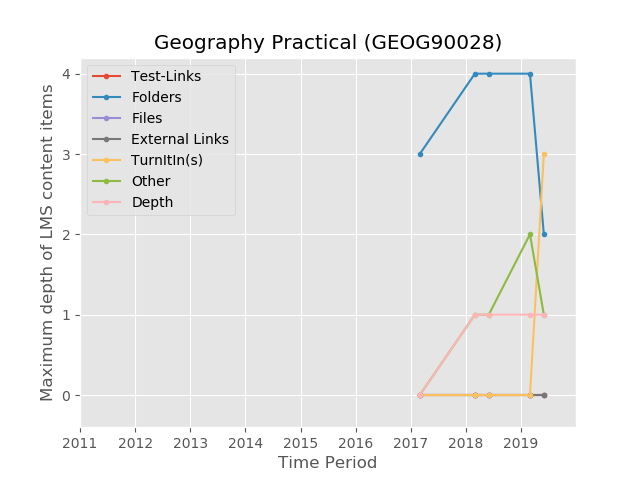 Geography Practical (GEOG90028)
Test-Links
Folders
Files
External Links
TurnItIn(s)
Other
Depth
Maximum depth of LMS content items
4
3
2
1
0
2011 2012 2013 2014 2015 2016 2017 2018 2019
Time Period